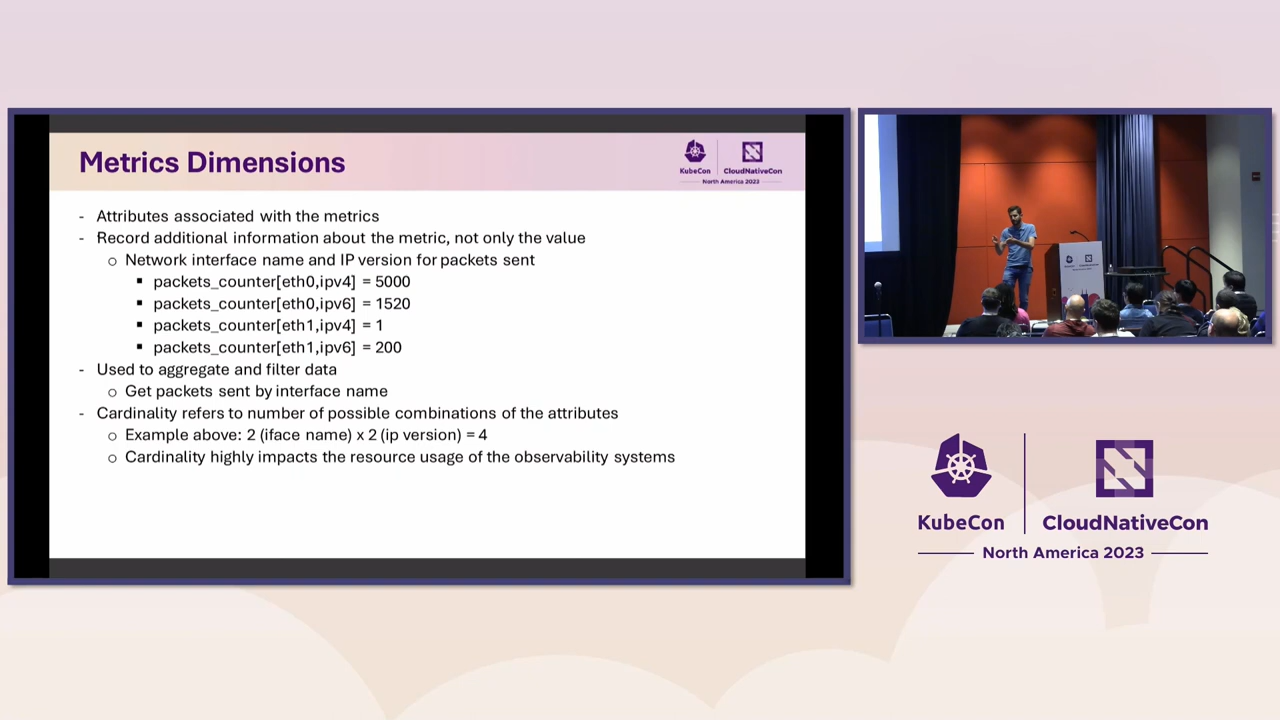 Metrics Dimensions
KubeCon
CloudNativeCon
North America 2023
- Attributes associated with the metrics
- Record additional information about the metric, not only the value
o Network interface name and IP version for packets sent
▪ packets_counter[eth0,ipv4] = 5000
▪ packets_counter[eth0,ipv6] = 1520
▪ packets_counter[eth1,ipv4] = 1
▪ packets_counter[eth1,ipv6] = 200
- Used to aggregate and filter data
o Get packets sent by interface name
- Cardinality refers to number of possible combinations of the attributes
o Example above: 2 (iface name) x 2 (ip version) = 4
o Cardinality highly impacts the resource usage of the observability systems
KubeCon
CloudNativeCon
North America 2023